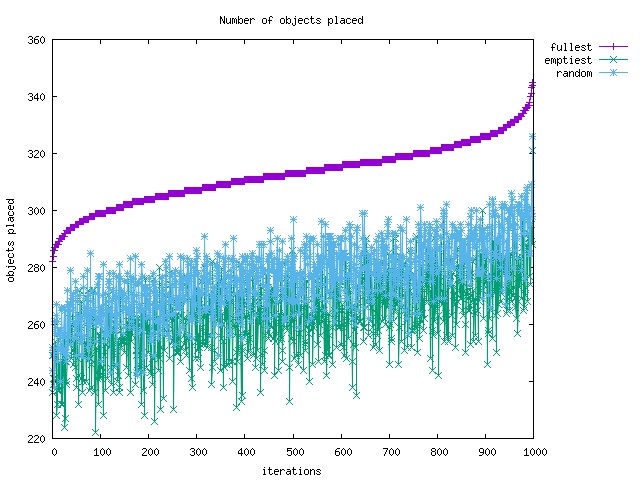 Number of objects placed
360
340
320
300
280
260
240
220
0 100 200 300 400 500 600 700 800 900 1000
objects placed
iterations
fullest
emptiest
random